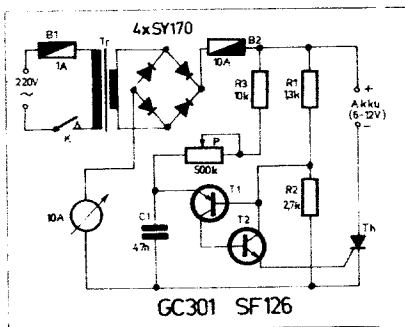 4xSY170
B1
1A
Tr
B2
10A
220V
~
K
R3
10k
R1
1,3k
+
Akku
(6-12V)
−
P
500k
T1
C1
47n
T2
R2
2,7k
Th
10A
GC301 SF126